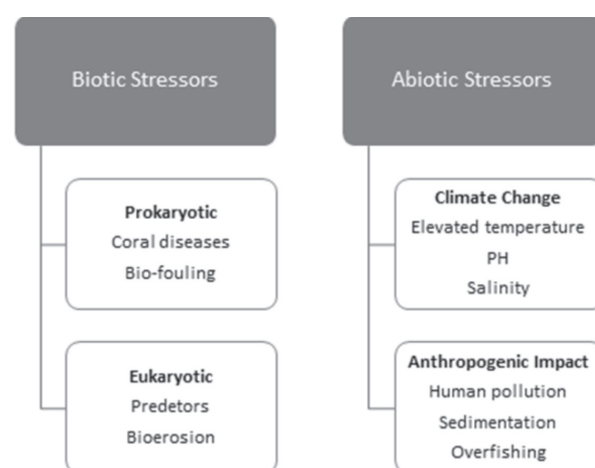 Biotic Stressors
Prokaryotic
Coral diseases
Bio-fouling
Eukaryotic
Predetors
Bioerosion
Abiotic Stressors
Climate Change
Elevated temperature
PH
Salinity
Anthropogenic Impact
Human pollution
Sedimentation
Overfishing